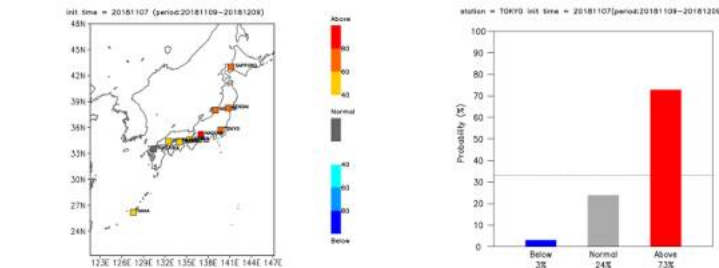 init time = 20181107 (period:20181109-20181209)
48N
45N
42N
39N
36N
33N
30N
27N
24N
123E 126E 129E 132E 135E 138E 141E 144E 147E
SAPPORO
SENDAI
TOKYO
NAHA
Above
80
60
40
Normal
40
60
80
Below
station = TOKYO init time = 20181107(period:20181109-20181209
Probability (%)
100
90
80
70
60
50
40
30
20
10
0
Below Normal Above
3% 24% 73%